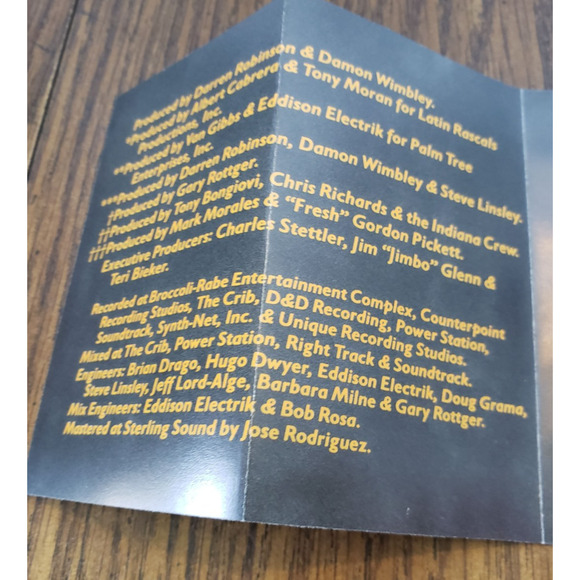 Produced by Darren Robinson & Damon Wimbley.
*Produced by Albert Cabrera & Tony Moran for Latin Rascals
Productions, Inc.
**Produced by Van Gibbs & Eddison Electrik for Palm Tree
Enterprises, Inc.
***Produced by Darren Robinson, Damon Wimbley & Steve Linsley.
†Produced by Gary Rottger.
††Produced by Tony Bongiavi, Chris Richards & the Indiana Crew.
†††Produced by Mark Morales & "Fresh" Gordon Pickett.
Executive Producers: Charles Stettler, Jim "Jimbo" Glenn &
Teri Bieker.
Recorded at Broccoli-Rabe Entertainment Complex, Counterpoint
Recording Studios, The Crib, D&D Recording, Power Station,
Soundtrack, Synth-Net, Inc. & Unique Recording Studios.
Mixed at The Crib, Power Station, Right Track & Soundtrack.
Engineers: Brian Drago, Hugo Dwyer, Eddison Electrik, Doug Grama,
Steve Linsley, Jeff Lord-Alge, Barbara Milne & Gary Rottger.
Mix Engineers: Eddison Electrik & Bob Rosa.
Mastered at Sterling Sound by Jose Rodriguez.